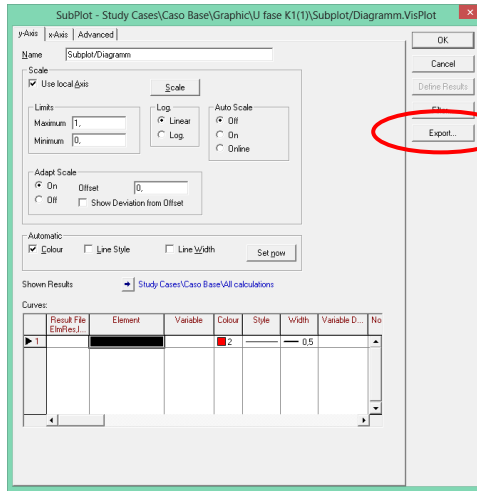 SubPlot - Study Cases\Caso Base\Graphic\U fase K1(1)\Subplot/Diagramm.VisPlot
y-Axis x-Axis Advanced
OK
Name Subplot/Diagramm
Cancel
Scale
Use local Axis Scale
Define Results
Limits Log. Auto Scale
Filter...
Maximum 1, Linear Off
Minimum 0, Log. On
Export...
Online
Adapt Scale
On Offset 0,
Off Show Deviation from Offset
Automatic
Colour Line Style Line Width Set now
Shown Results Study Cases\Caso Base\All calculations
Curves:
Result File Element Variable Colour Style Width Variable D... No
ElmRes,I...
1 2 0,5